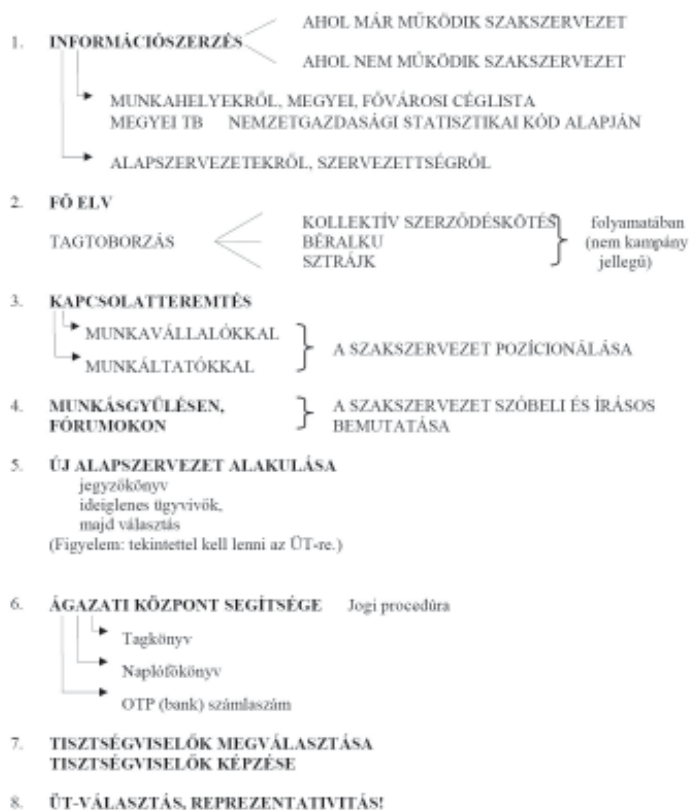 AHOL MÁR MŰKÖDIK SZAKSZERVEZET
1. INFORMÁCIÓSZERZÉS
AHOL NEM MŰKÖDIK SZAKSZERVEZET
MUNKAHELYEKRŐL, MEGYEI, FŐVÁROSI CÉGLISTA
MEGYEI TB NEMZETGAZDASÁGI STATISZTIKAI KÓD ALAPJÁN
ALAPSZERVEZETEKRŐL, SZERVEZETTSÉGRŐL
2. FŐ ELV
KOLLEKTÍV SZERZŐDÉSKÖTÉS folyamatában
TAGTOBORZÁS BÉRALKU (nem kampány
SZTRÁJK jellegű)
3. KAPCSOLATTEREMTÉS
MUNKAVÁLLALÓKKAL
A SZAKSZERVEZET POZÍCIONÁLÁSA
MUNKÁLTATÓKKAL
4. MUNKÁSGYŰLÉSEN, A SZAKSZERVEZET SZÓBELI ÉS ÍRÁSOS
FÓRUMOKON BEMUTATÁSA
5. ÚJ ALAPSZERVEZET ALAKULÁSA
jegyzőkönyv
ideiglenes ügyvivők,
majd választás
(Figyelem: tekintettel kell lenni az ÜT-re.)
6. ÁGAZATI KÖZPONT SEGÍTSÉGE Jogi procedúra
Tagkönyv
Naplófőkönyv
OTP (bank) számlaszám
7. TISZTSÉGVISELŐK MEGVÁLASZTÁSA
TISZTSÉGVISELŐK KÉPZÉSE
8. ÜT-VÁLASZTÁS, REPREZENTATIVITÁS!